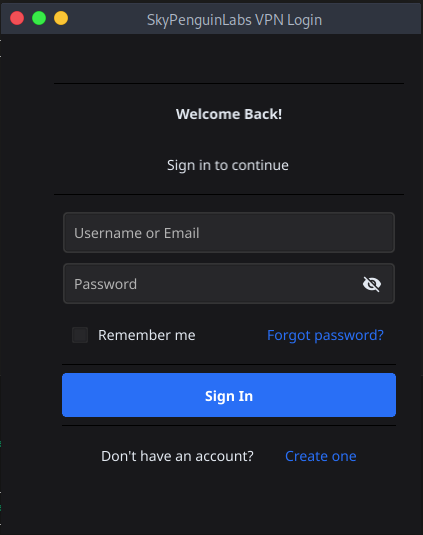 SkyPenguinLabs VPN Login
Welcome Back!
Sign in to continue
Username or Email
Password
Remember me Forgot password?
Sign In
Don't have an account? Create one